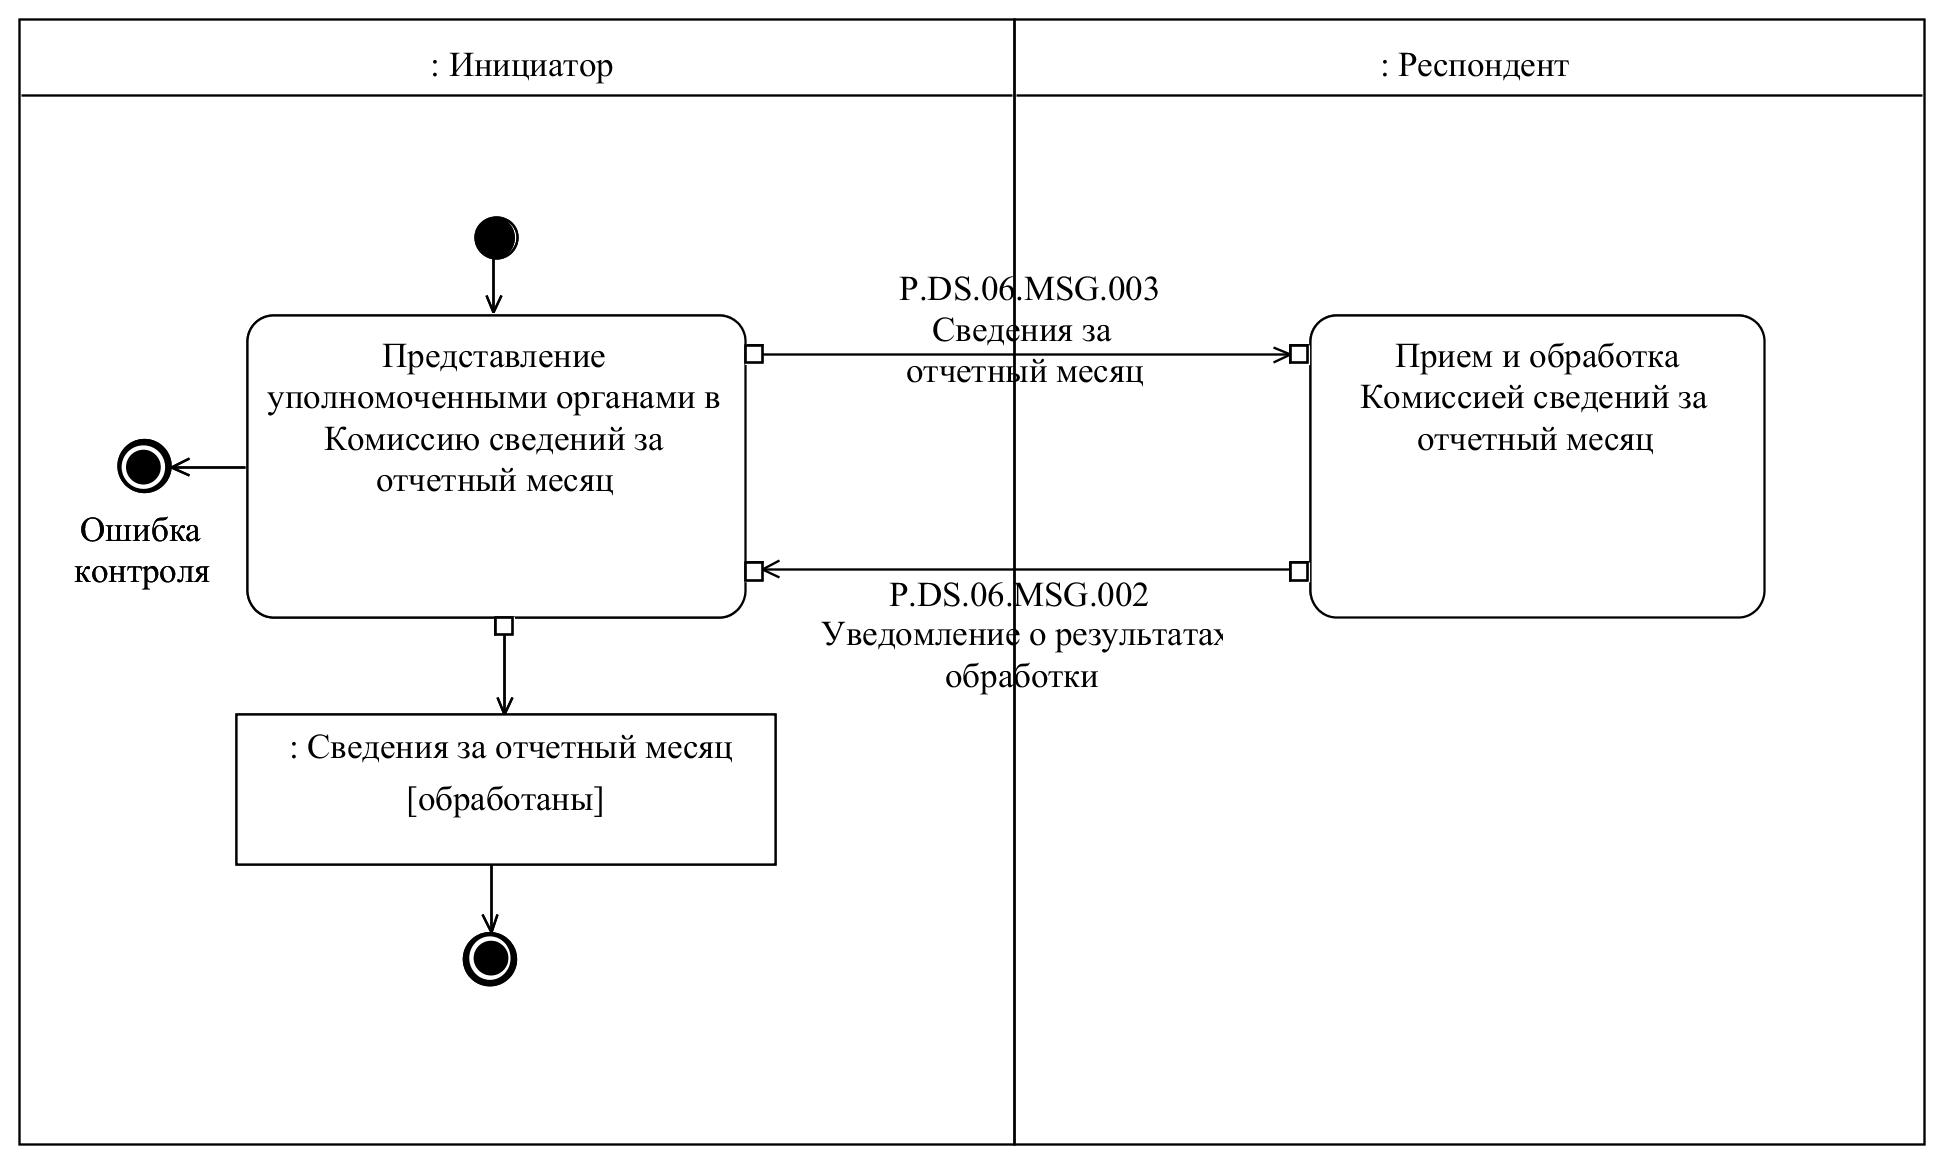 : Инициатор
: Респондент
P.DS.06.MSG.003
Сведения за
отчетный месяц
Представление
уполномоченными органами в
Комиссию сведений за
отчетный месяц
Прием и обработка
Комиссией сведений за
отчетный месяц
Ошибка
контроля
P.DS.06.MSG.002
Уведомление о результатах
обработки
: Сведения за отчетный месяц
[обработаны]